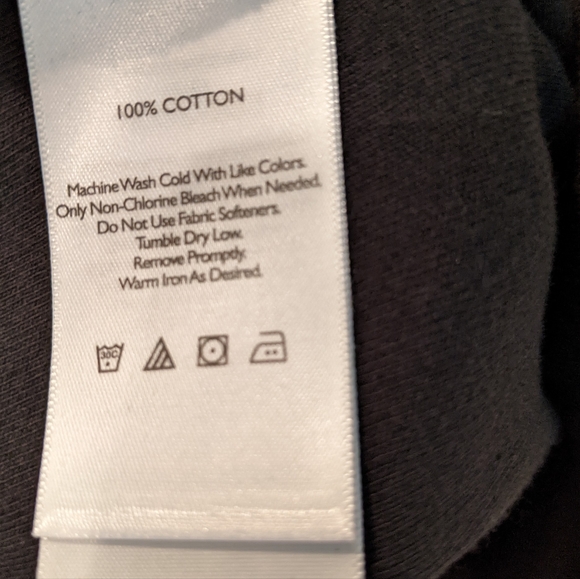 100% COTTON
Machine Wash Cold With Like Colors.
Only Non-Chlorine Bleach When Needed.
Do Not Use Fabric Softeners.
Tumble Dry Low.
Remove Promptly.
Warm Iron As Desired.
30C